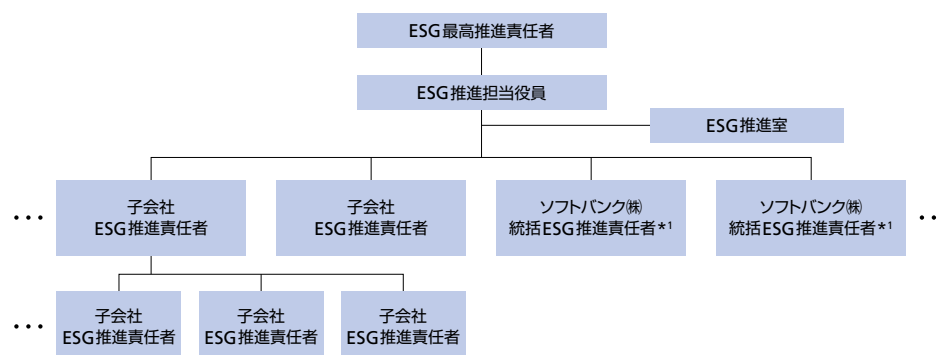 ESG最高推進責任者
ESG推進担当役員
ESG推進室
子会社
ESG推進責任者
子会社
ESG推進責任者
ソフトバンク㈱
統括ESG推進責任者*1
ソフトバンク㈱
統括ESG推進責任者*1
子会社
ESG推進責任者
子会社
ESG推進責任者
子会社
ESG推進責任者